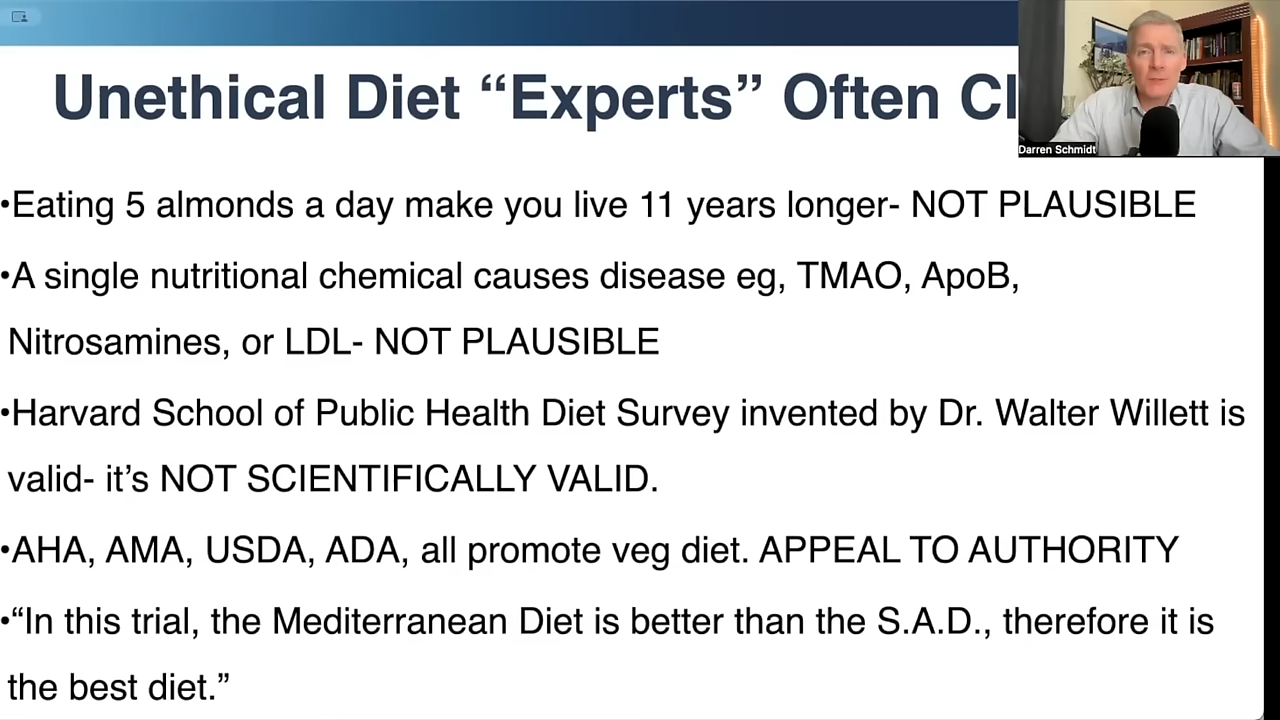 Unethical Diet “Experts” Often Cl
Darren Schmidt
•Eating 5 almonds a day make you live 11 years longer- NOT PLAUSIBLE
•A single nutritional chemical causes disease eg, TMAO, ApoB,
Nitrosamines, or LDL- NOT PLAUSIBLE
•Harvard School of Public Health Diet Survey invented by Dr. Walter Willett is
valid- it’s NOT SCIENTIFICALLY VALID.
•AHA, AMA, USDA, ADA, all promote veg diet. APPEAL TO AUTHORITY
•“In this trial, the Mediterranean Diet is better than the S.A.D., therefore it is
the best diet.”